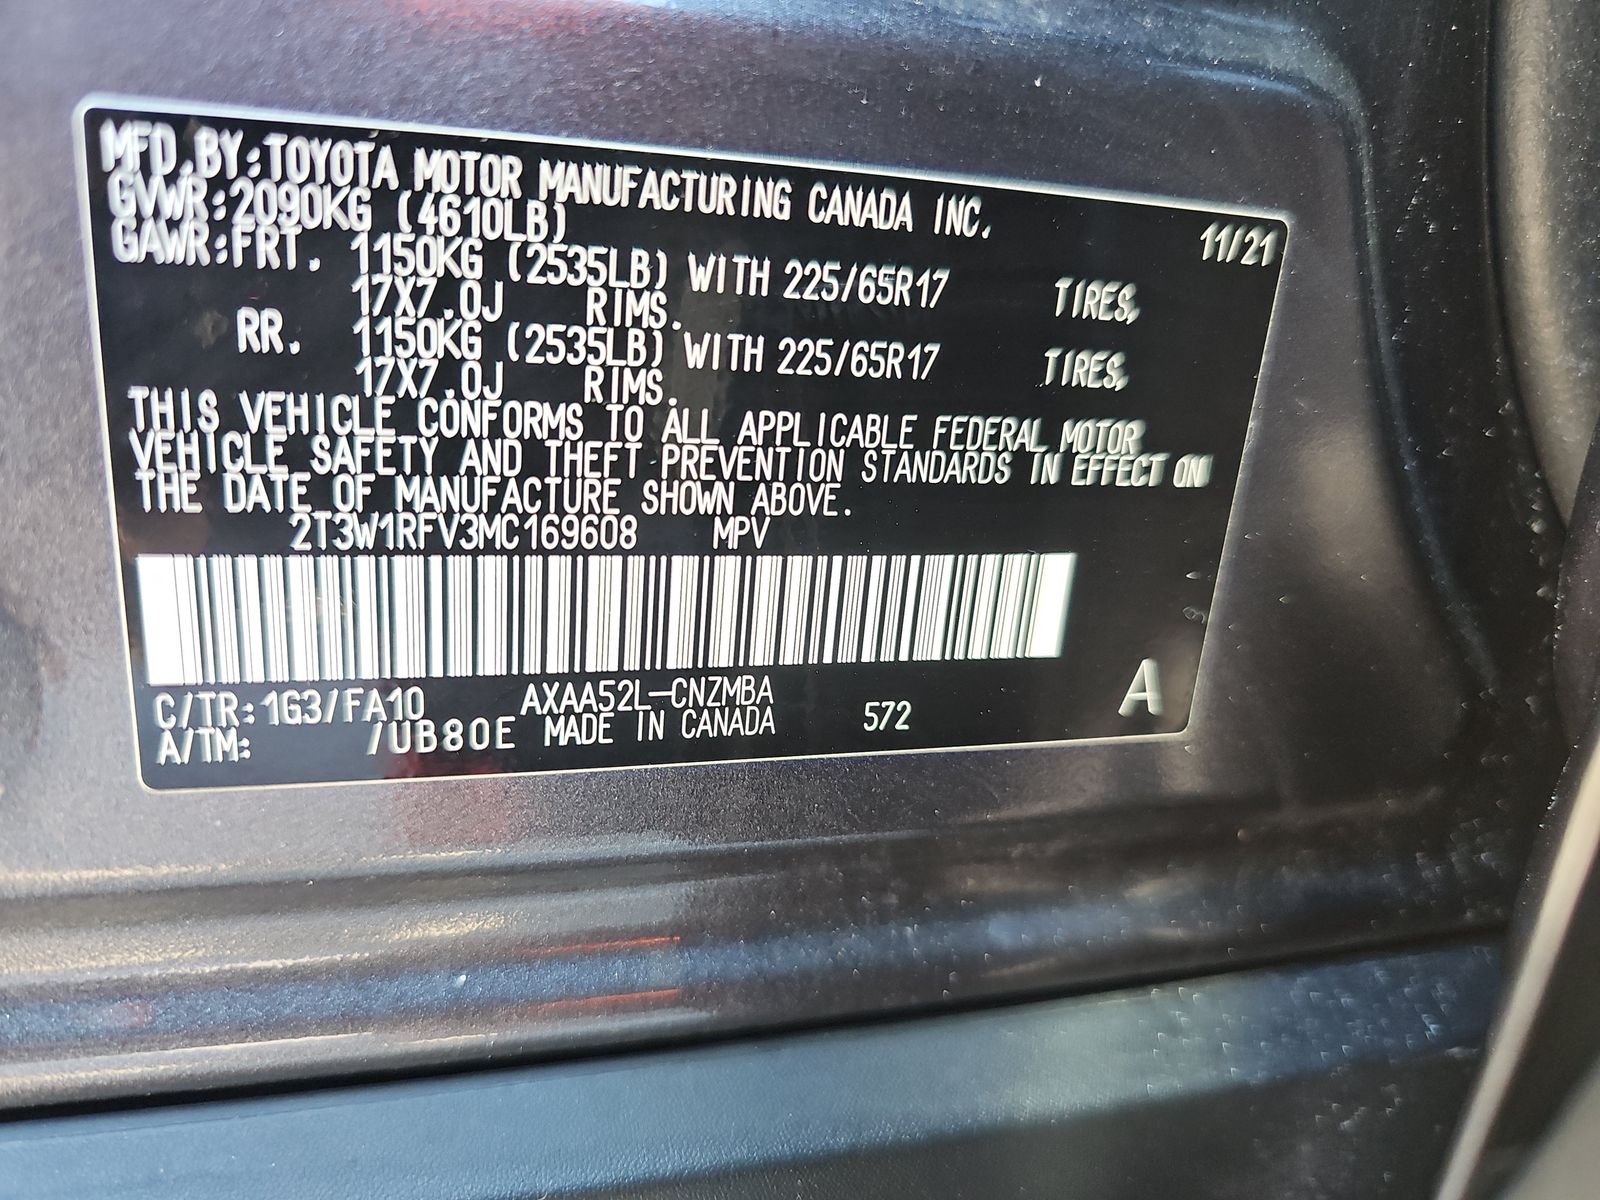 MFD.BY:TOYOTA MOTOR MANUFACTURING CANADA INC.
11/21
GVWR:2090KG (4610LB)
GAWR:FRT. 1150KG (2535LB) WITH 225/65R17 TIRES,
17X7.0J RIMS.
RR. 1150KG (2535LB) WITH 225/65R17 TIRES,
17X7.0J RIMS.
THIS VEHICLE CONFORMS TO ALL APPLICABLE FEDERAL MOTOR
VEHICLE SAFETY AND THEFT PREVENTION STANDARDS IN EFFECT ON
THE DATE OF MANUFACTURE SHOWN ABOVE.
2T3W1RFV3MC169608 MPV
C/TR:1G3/FA10 AXAA52L-CNZMBA
A/TM: /UB80E MADE IN CANADA 572
A